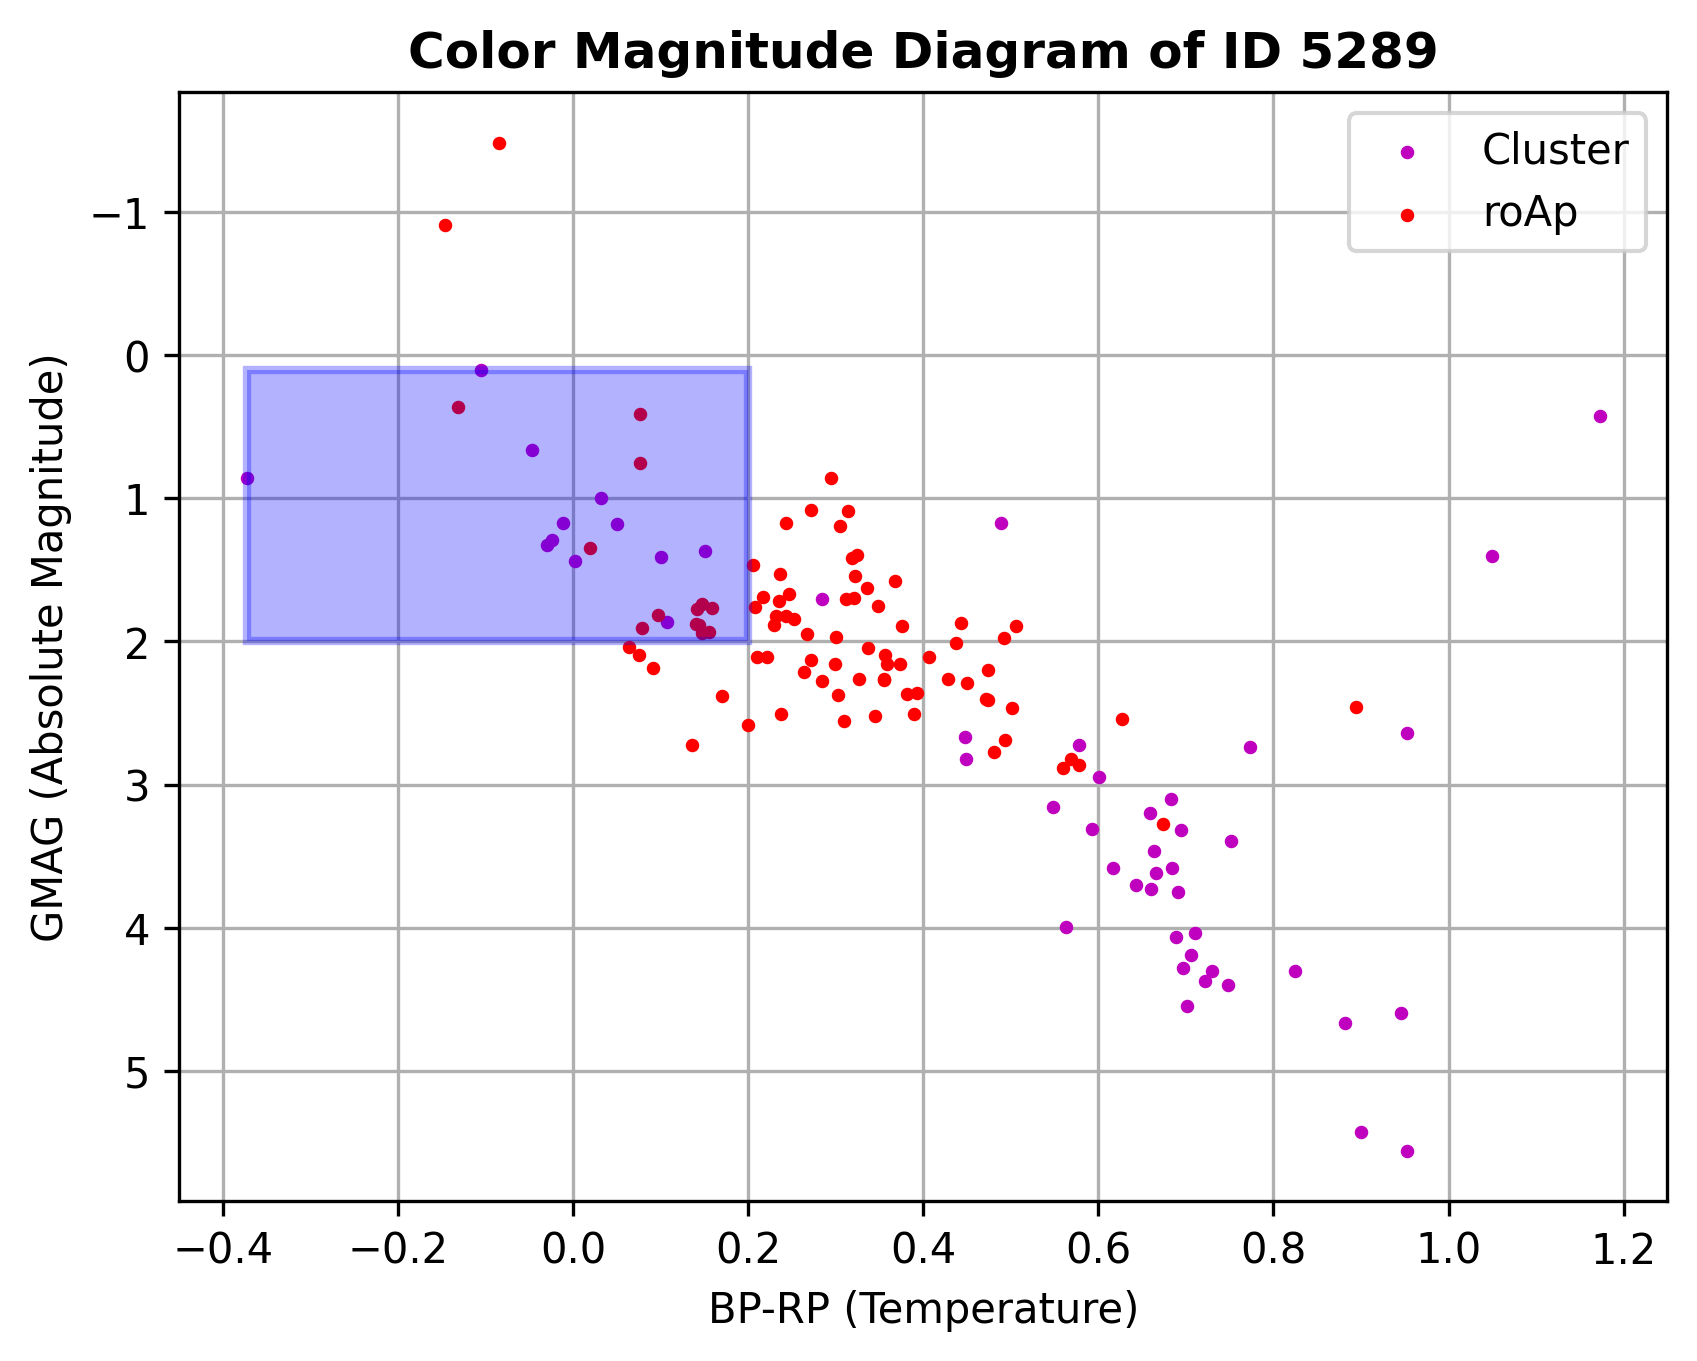 Color Magnitude Diagram of ID 5289
Cluster
roAp
GMAG (Absolute Magnitude)
−1
0
1
2
3
4
5
−0.4 −0.2 0.0 0.2 0.4 0.6 0.8 1.0 1.2
BP-RP (Temperature)